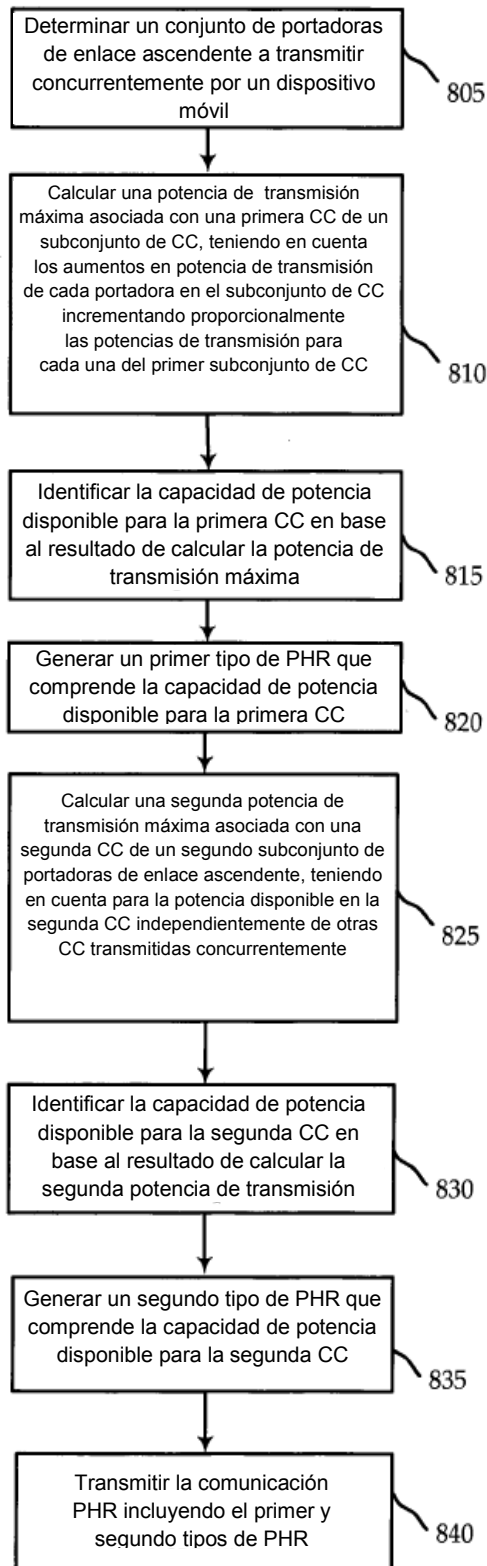 Determinar un conjunto de portadoras
de enlace ascendente a transmitir
concurrentemente por un dispositivo
móvil
805
Calcular una potencia de transmisión
máxima asociada con una primera CC de un
subconjunto de CC, teniendo en cuenta
los aumentos en potencia de transmisión
de cada portadora en el subconjunto de CC
incrementando proporcionalmente
las potencias de transmisión para
cada una del primer subconjunto de CC
810
Identificar la capacidad de potencia
disponible para la primera CC en base
al resultado de calcular la potencia de
transmisión máxima
815
Generar un primer tipo de PHR que
comprende la capacidad de potencia
disponible para la primera CC
820
Calcular una segunda potencia de
transmisión máxima asociada con una
segunda CC de un segundo subconjunto de
portadoras de enlace ascendente, teniendo
en cuenta para la potencia disponible en la
segunda CC independientemente de otras
CC transmitidas concurrentemente
825
Identificar la capacidad de potencia
disponible para la segunda CC en
base al resultado de calcular la
segunda potencia de transmisión
830
Generar un segundo tipo de PHR que
comprende la capacidad de potencia
disponible para la segunda CC
835
Transmitir la comunicación
PHR incluyendo el primer y
segundo tipos de PHR
840